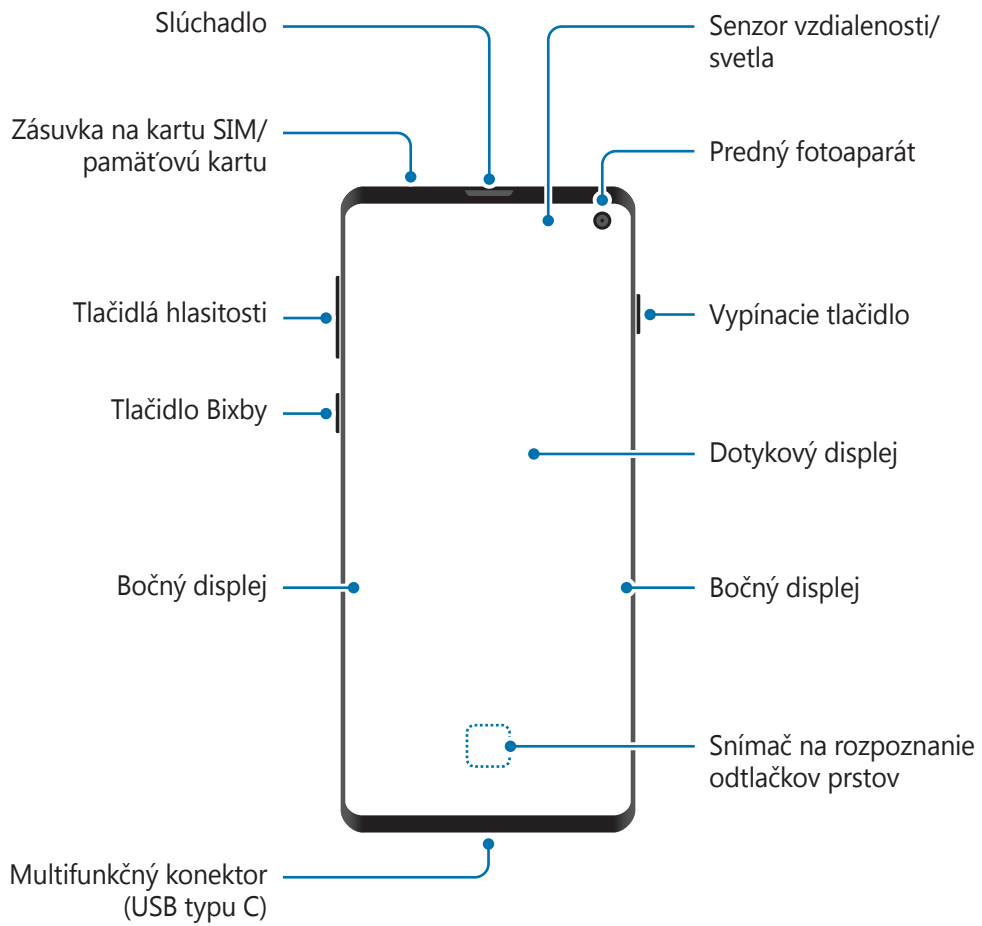 Slúchadlo
Zásuvka na kartu SIM/
pamäťovú kartu
Tlačidlá hlasitosti
Tlačidlo Bixby
Bočný displej
Multifunkčný konektor
(USB typu C)
Senzor vzdialenosti/
svetla
Predný fotoaparát
Vypínacie tlačidlo
Dotykový displej
Bočný displej
Snímač na rozpoznanie
odtlačkov prstov